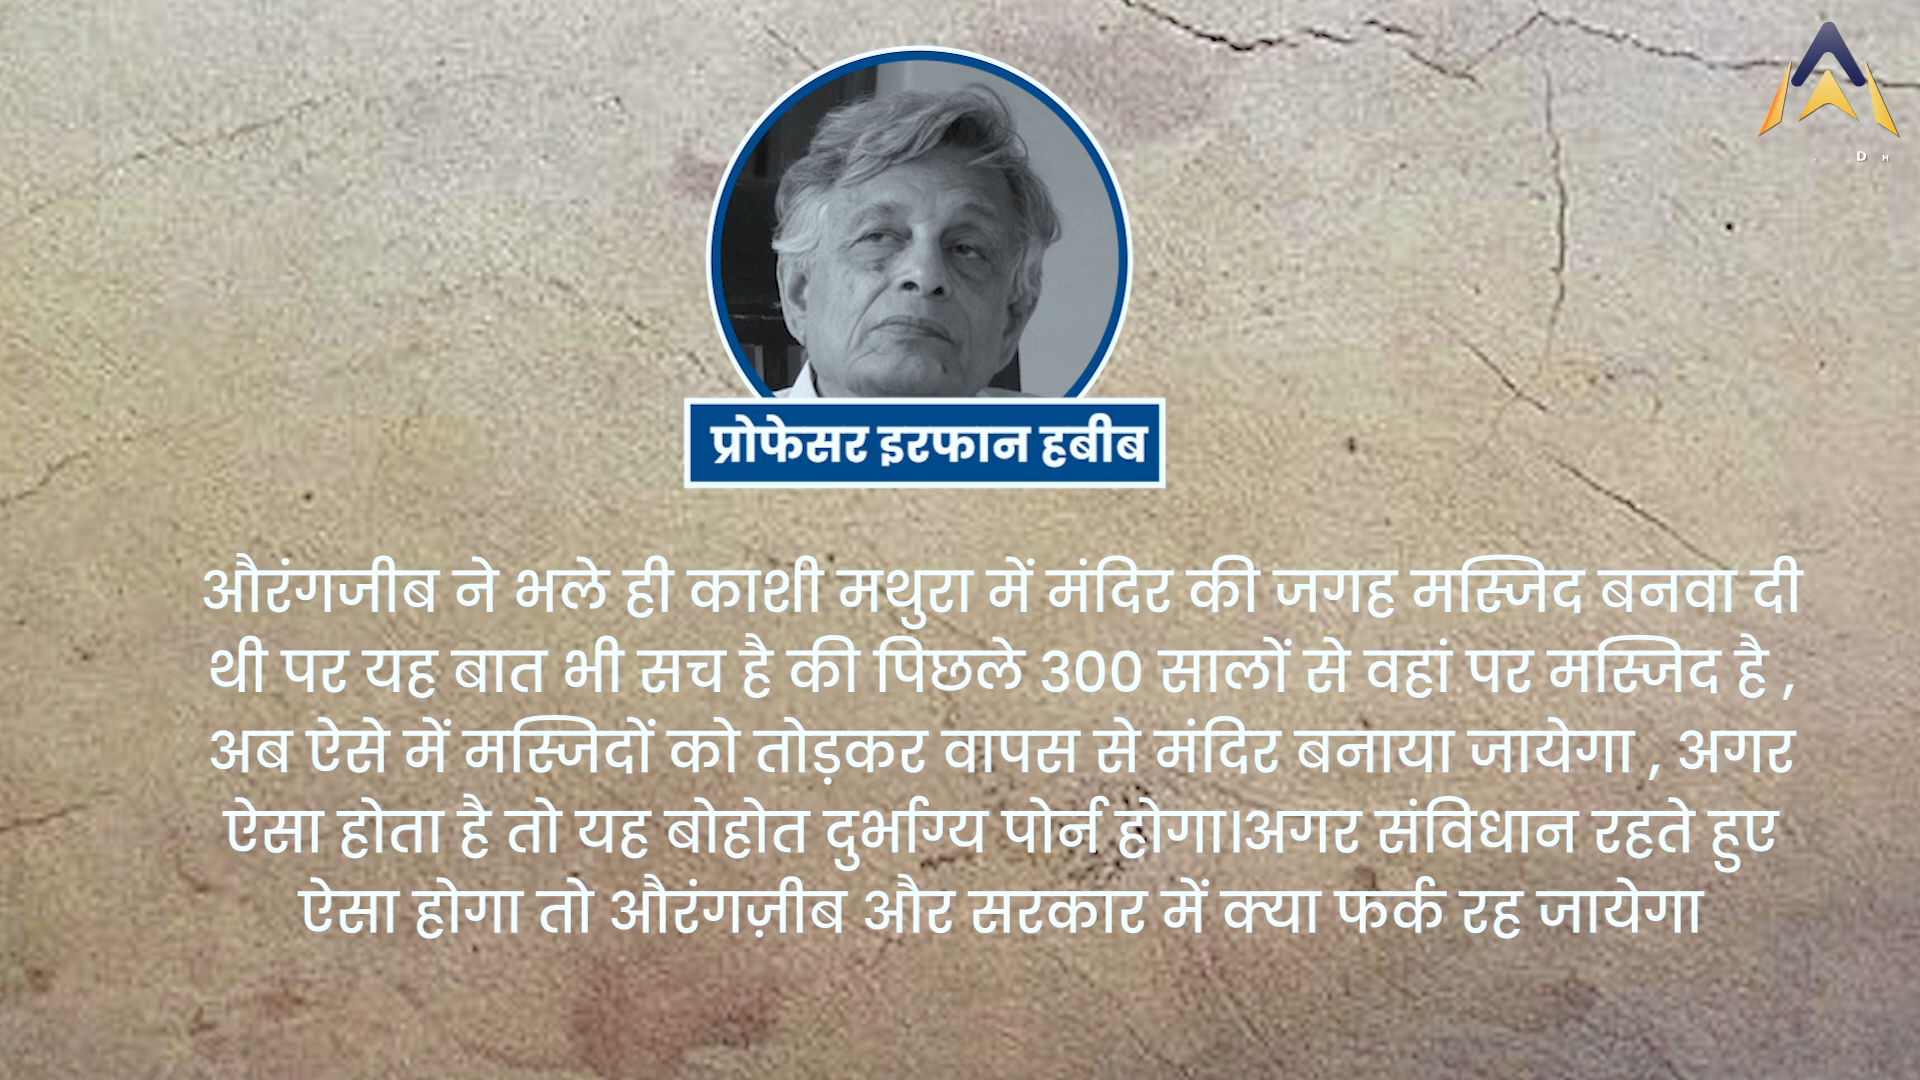 D H
प्रोफेसर इरफान हबीब
औरंगजीब ने भले ही काशी मथुरा में मंदिर की जगह मस्जिद बनवा दी
थी पर यह बात भी सच है की पिछले 300 सालों से वहां पर मस्जिद है ,
अब ऐसे में मस्जिदों को तोड़कर वापस से मंदिर बनाया जायेगा , अगर
ऐसा होता है तो यह बोहोत दुर्भाग्य पोर्न होगा।अगर संविधान रहते हुए
ऐसा होगा तो औरंगज़ीब और सरकार में क्या फर्क रह जायेगा